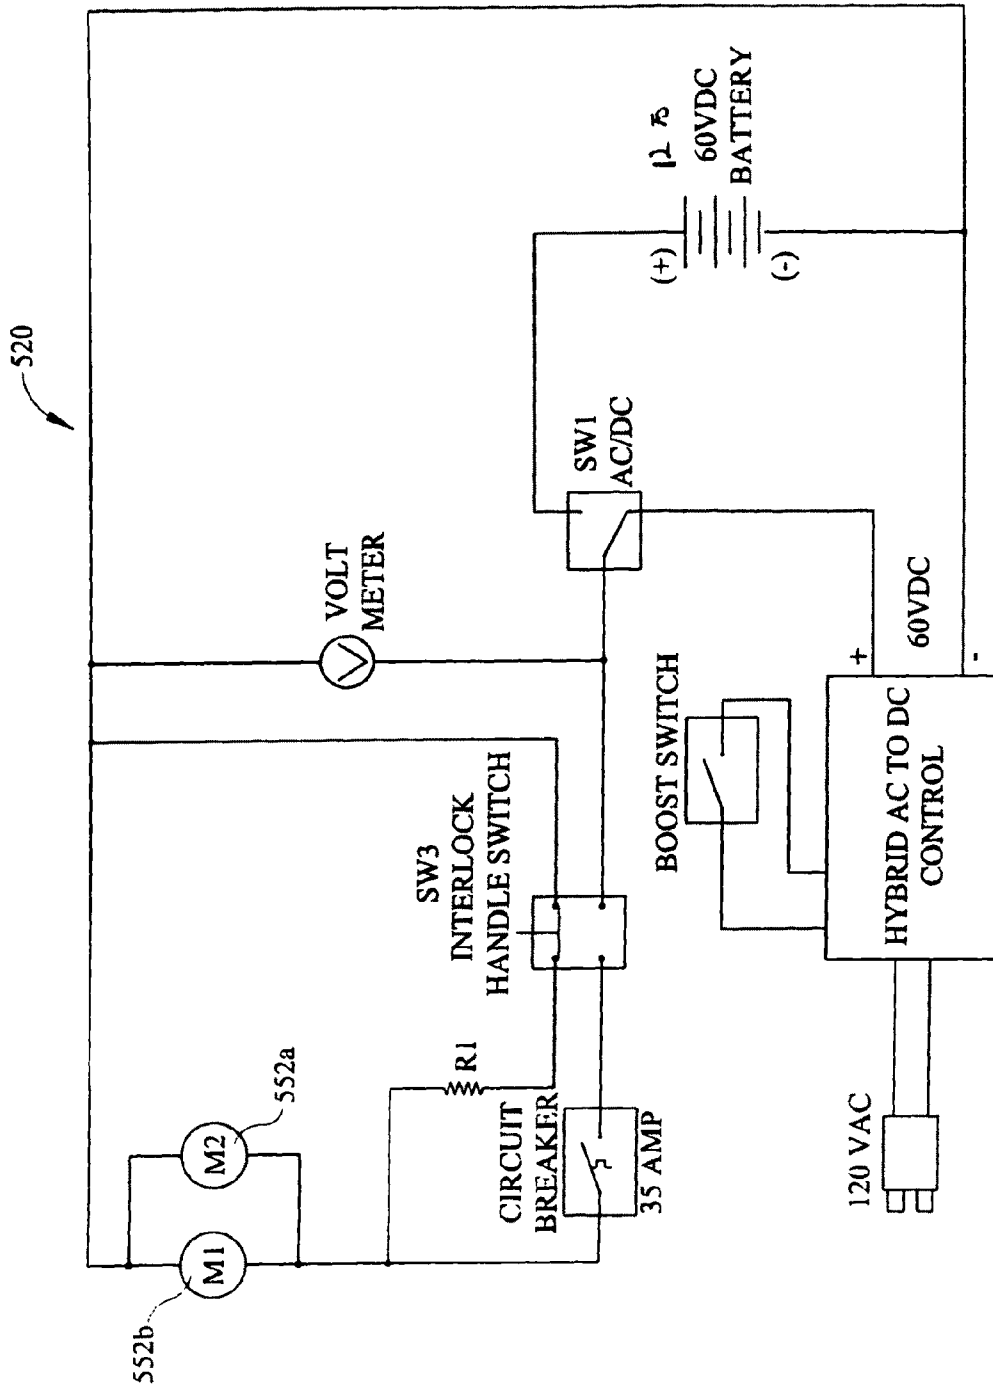 520
552b
M1
M2
552a
R1
CIRCUIT
BREAKER
35 AMP
SW3
INTERLOCK
HANDLE SWITCH
VOLT
METER
SW1
AC/DC
(+)
(-)
60VDC
BATTERY
BOOST SWITCH
120 VAC
HYBRID AC TO DC
CONTROL
+
60VDC
-